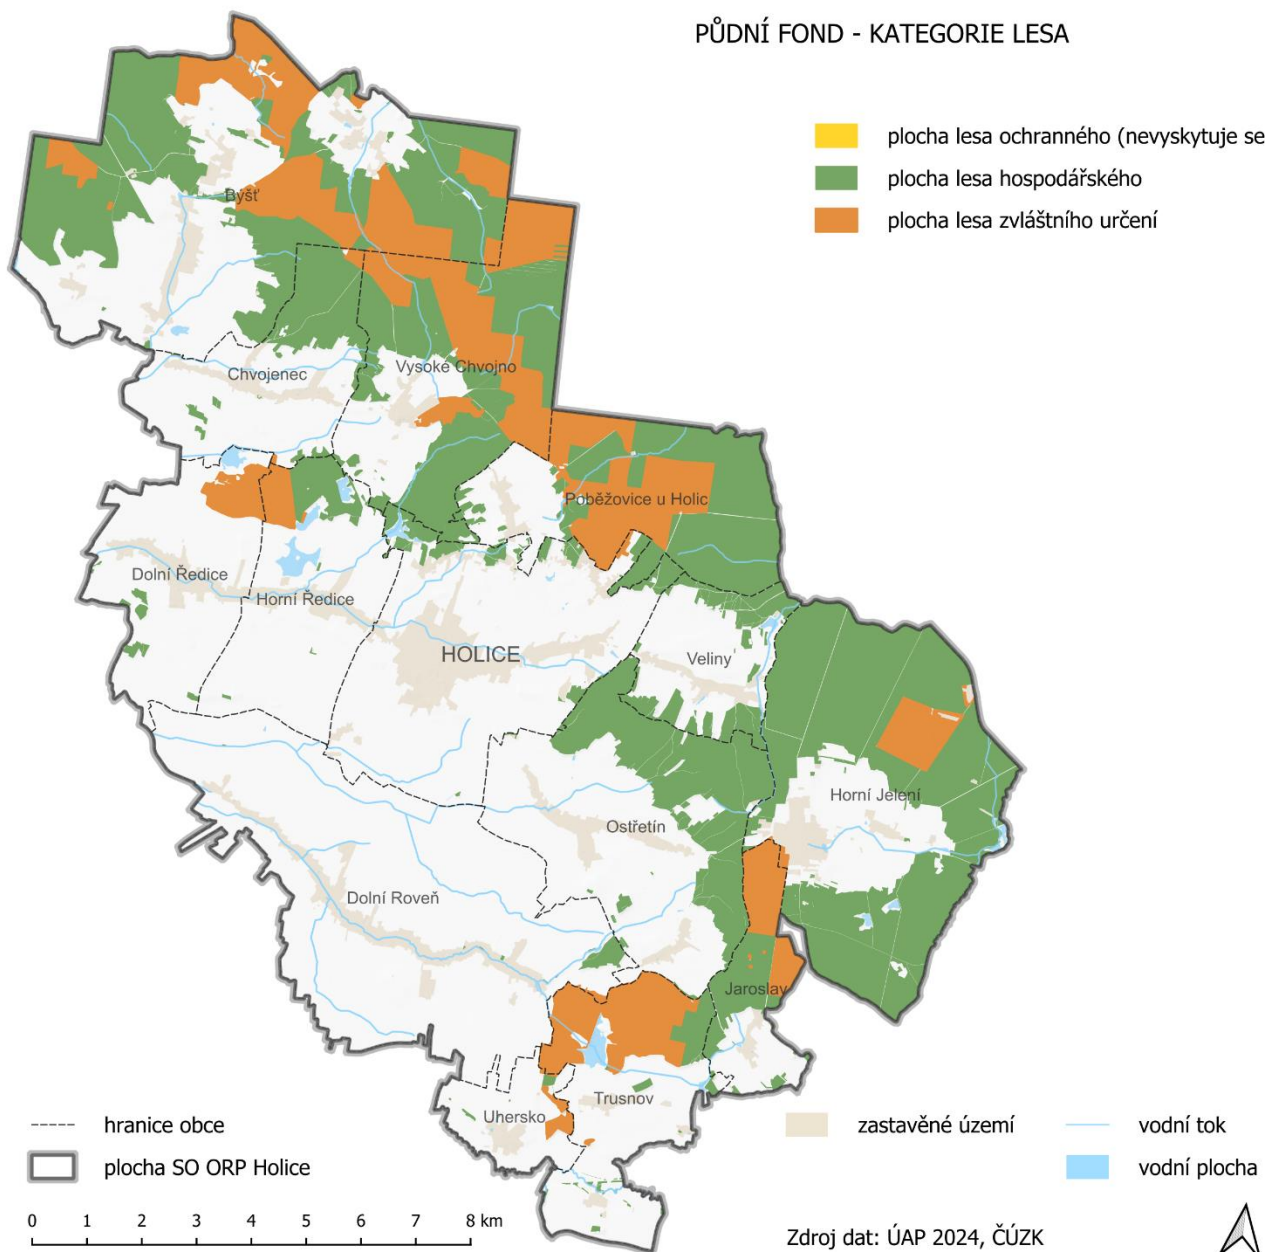 PŮDNÍ FOND - KATEGORIE LESA
plocha lesa ochranného (nevyskytuje se
plocha lesa hospodářského
plocha lesa zvláštního určení
Býšť
Chvojenec
Vysoké Chvojno
Poběžovice u Holic
Dolní Ředice
Horní Ředice
HOLICE
Veliny
Horní Jelení
Ostřetín
Dolní Roveň
Jaroslav
Trusnov
Uhersko
hranice obce
plocha SO ORP Holice
zastavěné území
vodní tok
vodní plocha
0 1 2 3 4 5 6 7 8 km
Zdroj dat: ÚAP 2024, ČÚZK